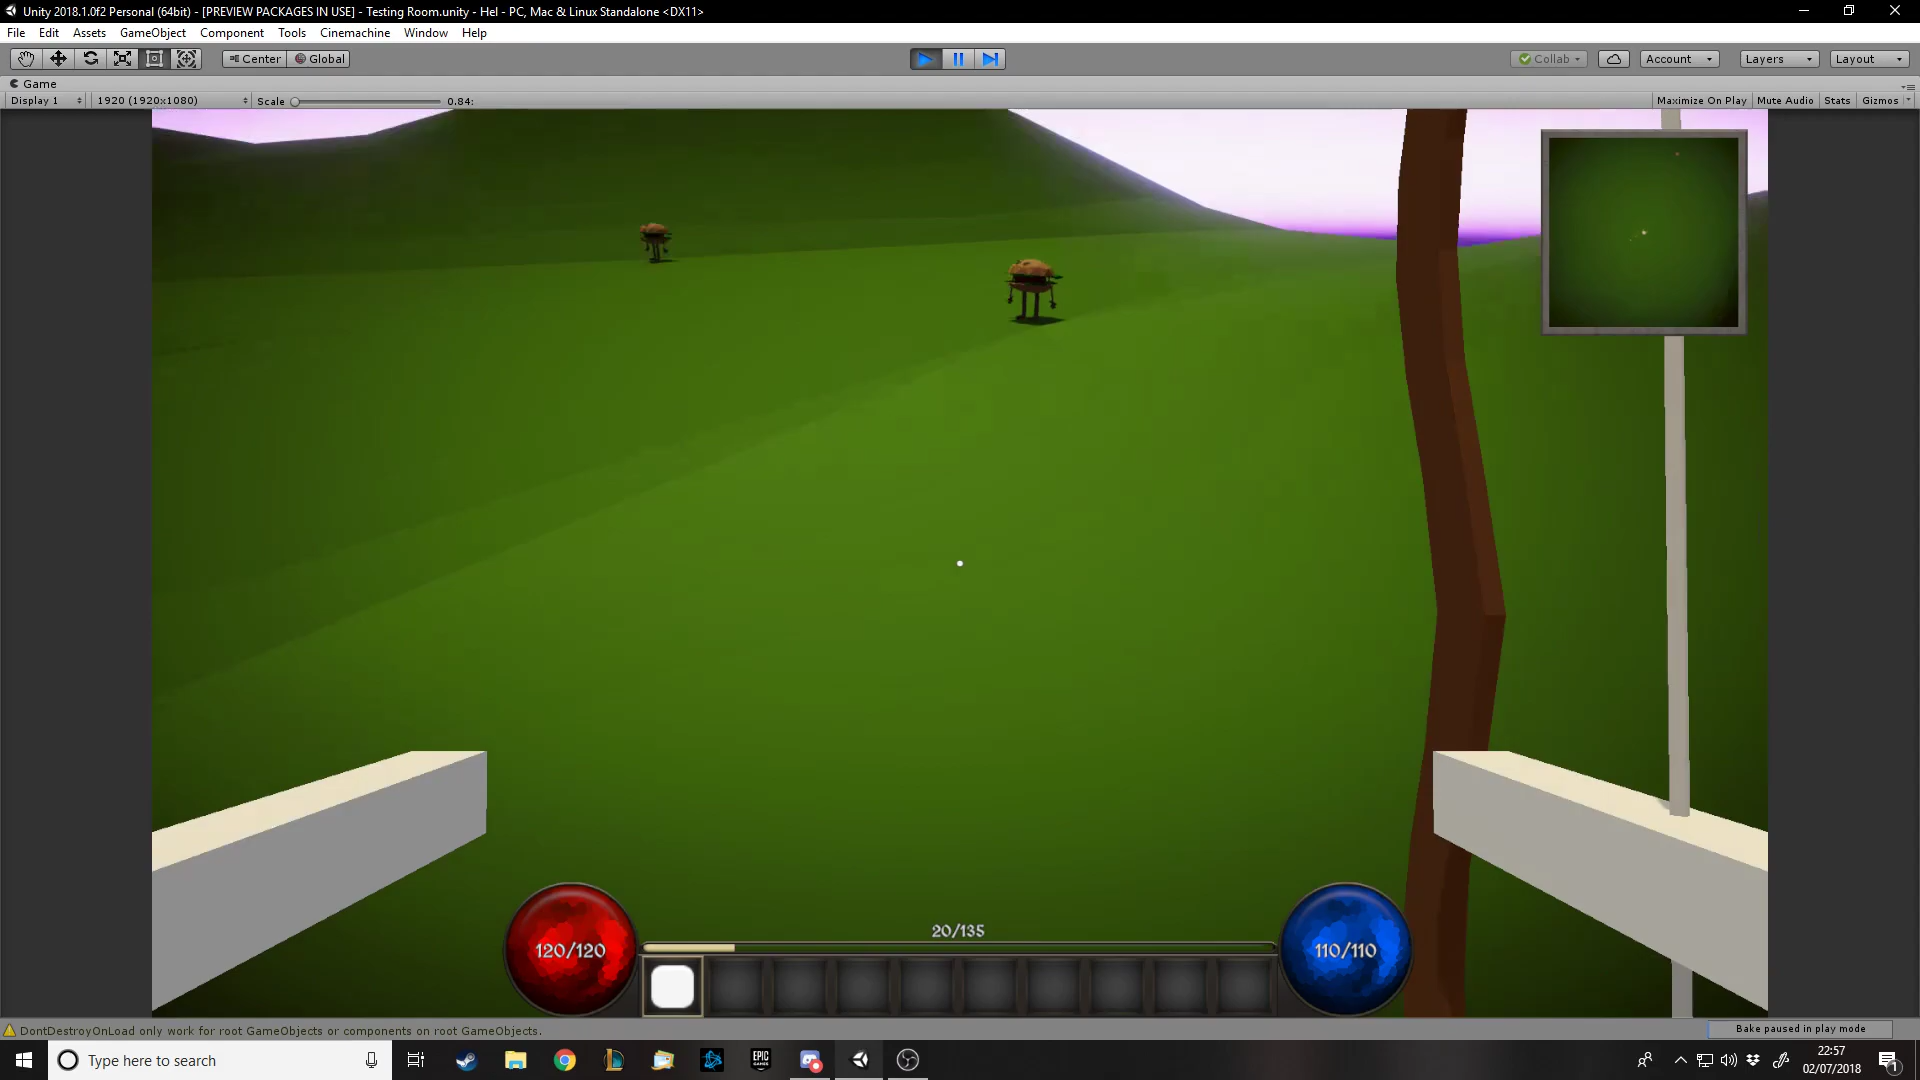 Unity 2018.1.0f2 Personal (64bit) - [PREVIEW PACKAGES IN USE] - Testing Room.unity - Hel - PC, Mac & Linux Standalone <DX11>
File Edit Assets GameObject Component Tools Cinemachine Window Help
Center Global Collab Account Layers Layout
Game
Display 1 1920 (1920x1080) Scale 0.84: Maximize On Play Mute Audio Stats Gizmos
20/135
120/120 110/110
DontDestroyOnLoad only work for root GameObjects or components on root GameObjects.
Bake paused in play mode
Type here to search
EPIC
GAMES
22:57
02/07/2018
1